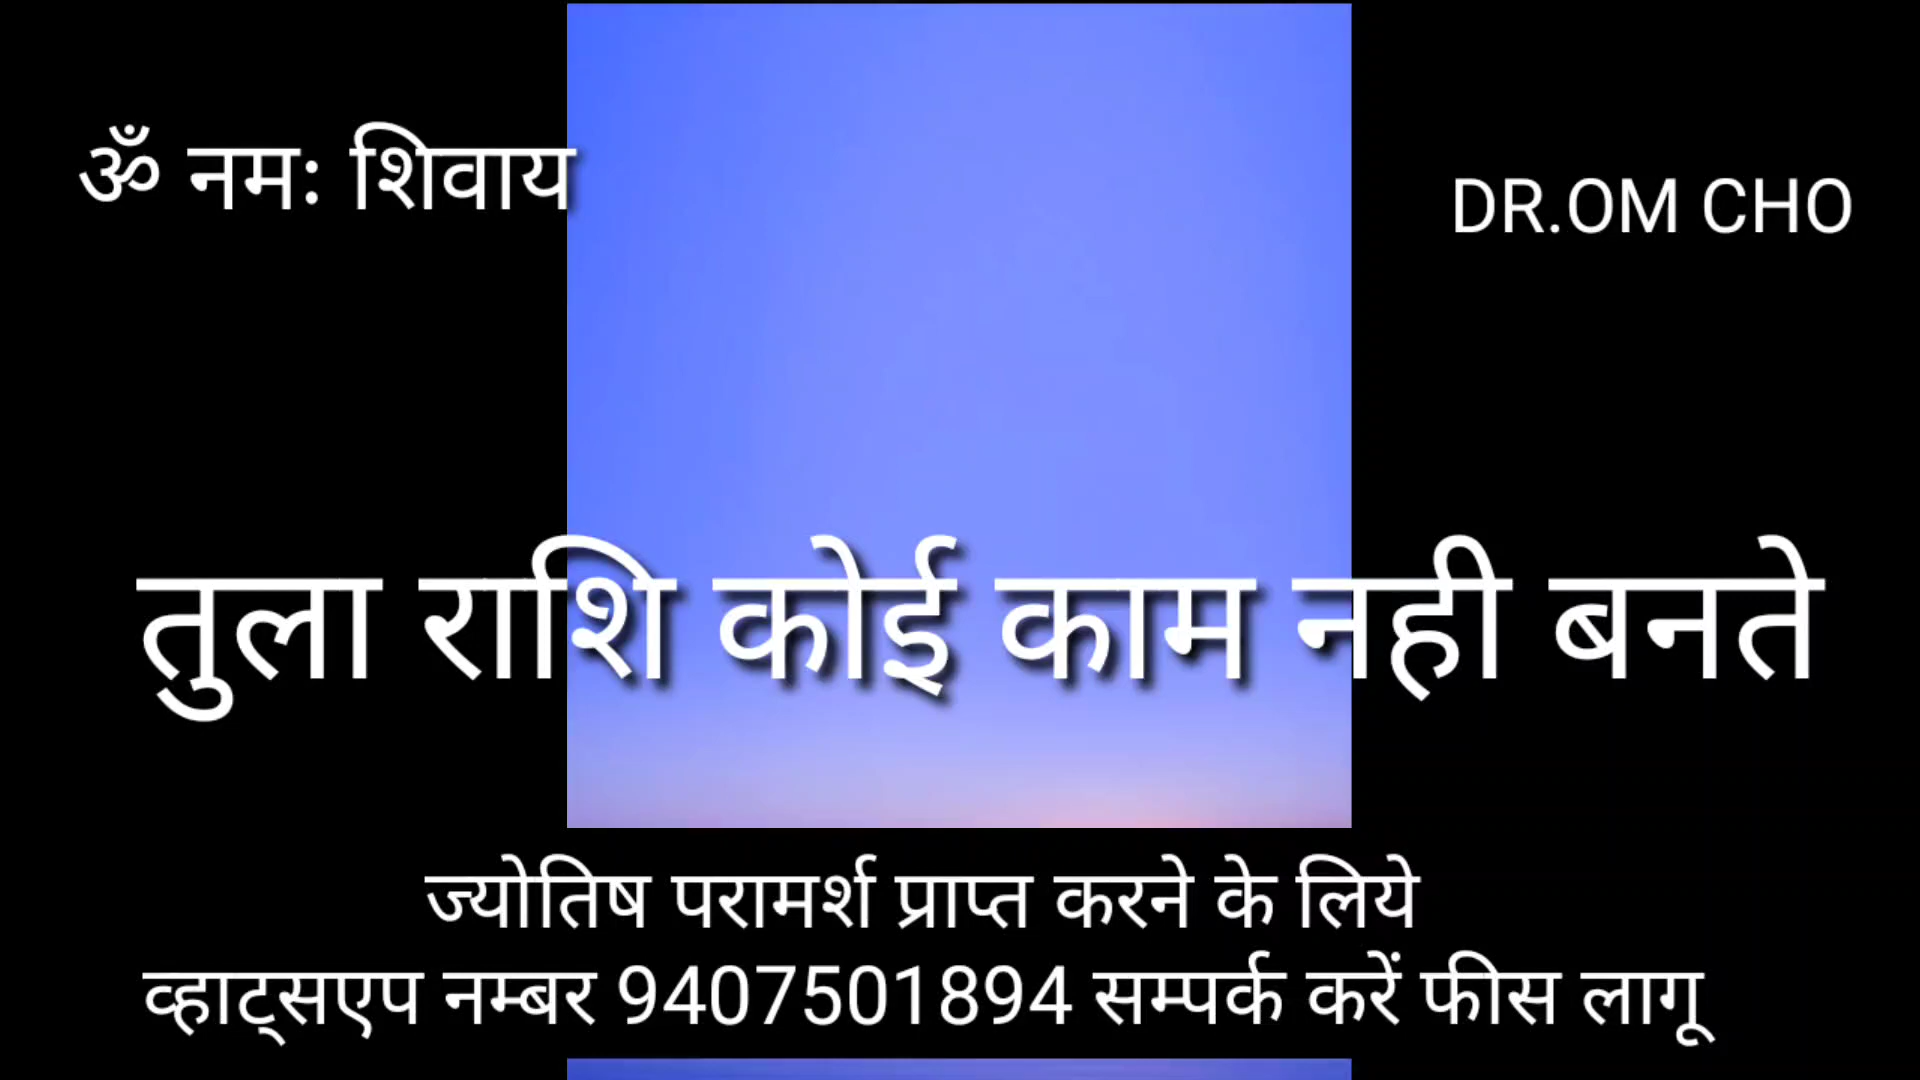 ॐ नमः शिवाय
DR.OM CHO
तुला राशि कोई काम नही बनते
ज्योतिष परामर्श प्राप्त करने के लिये
व्हाट्सएप नम्बर 9407501894 सम्पर्क करें फीस लागू